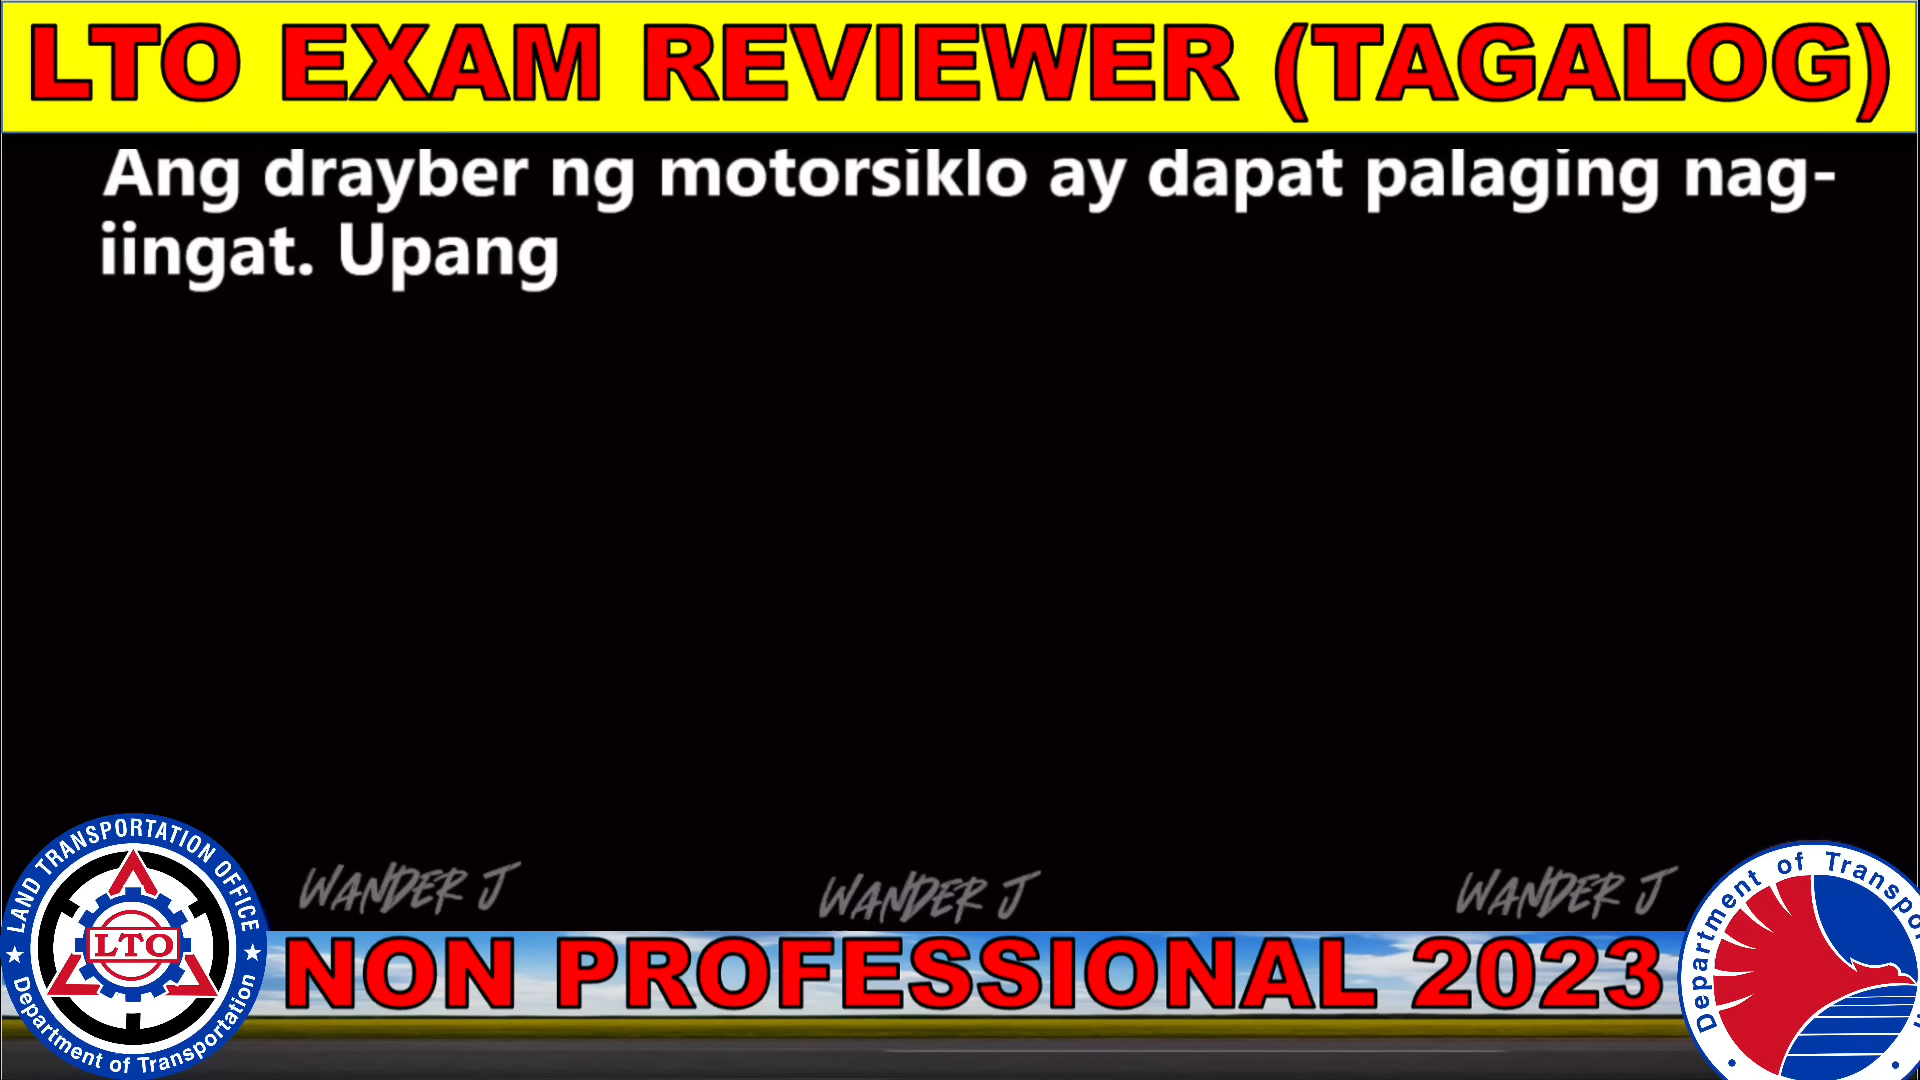 LTO EXAM REVIEWER (TAGALOG)
Ang drayber ng motorsiklo ay dapat palaging nag-
iingat. Upang
WANDER J
WANDER J
WANDER J
LAND TRANSPORTATION OFFICE
LTO
Department of Transportation
NON PROFESSIONAL 2023
Department of Transpor